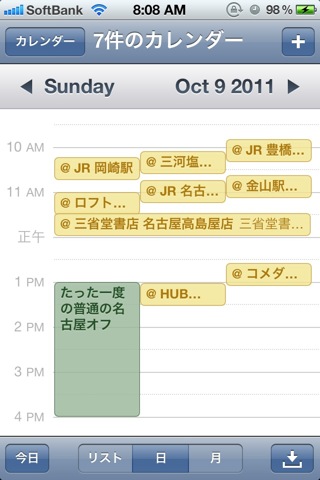 SoftBank 8:08 AM 98 %
カレンダー 7件のカレンダー +
Sunday Oct 9 2011
10 AM
@ JR 豊橋...
@ 三河塩...
@ JR 岡崎駅
@ 金山駅...
@ JR 名古...
11 AM
@ ロフト...
@ 三省堂書店 名古屋高島屋店 三省堂書...
正午
@ コメダ...
1 PM
@ HUB...
たった一度
の普通の名
古屋オフ
2 PM
3 PM
4 PM
今日 リスト 日 月